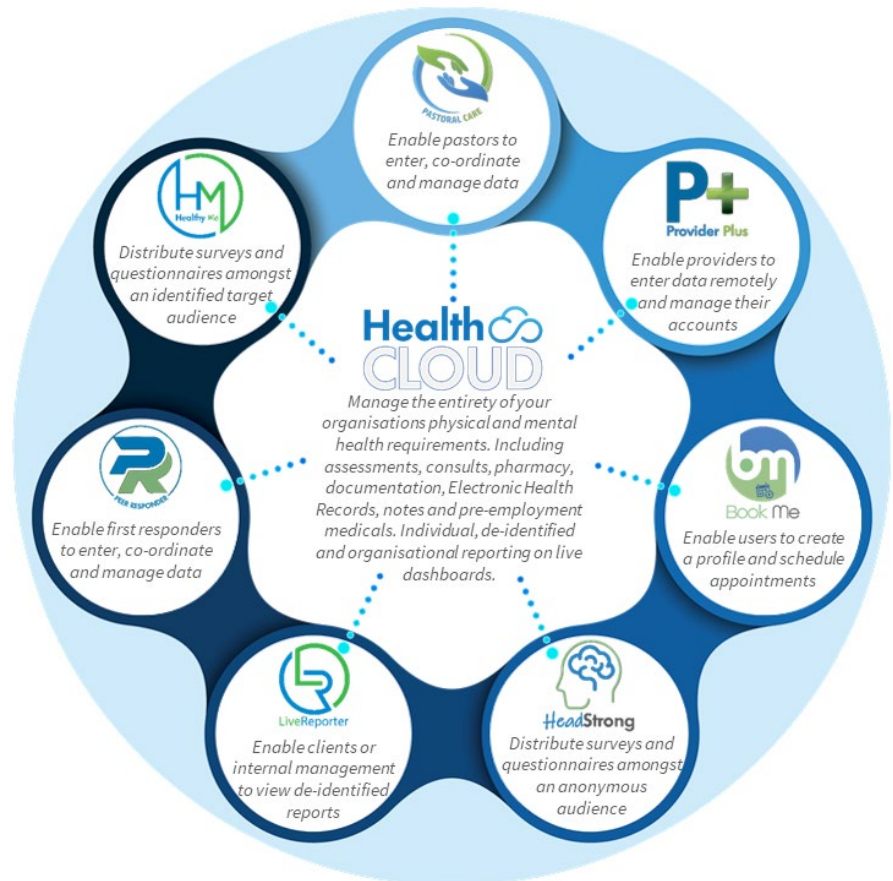 PASTORAL CARE
Enable pastors to
enter, co-ordinate
and manage data
P+
Provider Plus
Enable providers to
enter data remotely
and manage their
accounts
bm
Book Me
Enable users to create
a profile and schedule
appointments
HeadStrong
Distribute surveys and
questionnaires amongst
an anonymous
audience
LR
LiveReporter
Enable clients or
internal management
to view de-identified
reports
PR
PEER RESPONDER
Enable first responders
to enter, co-ordinate
and manage data
HM
Healthy Me
Distribute surveys and
questionnaires amongst
an identified target
audience
Health
CLOUD
Manage the entirety of your
organisations physical and mental
health requirements. Including
assessments, consults, pharmacy,
documentation, Electronic Health
Records, notes and pre-employment
medicals. Individual, de-identified
and organisational reporting on live
dashboards.